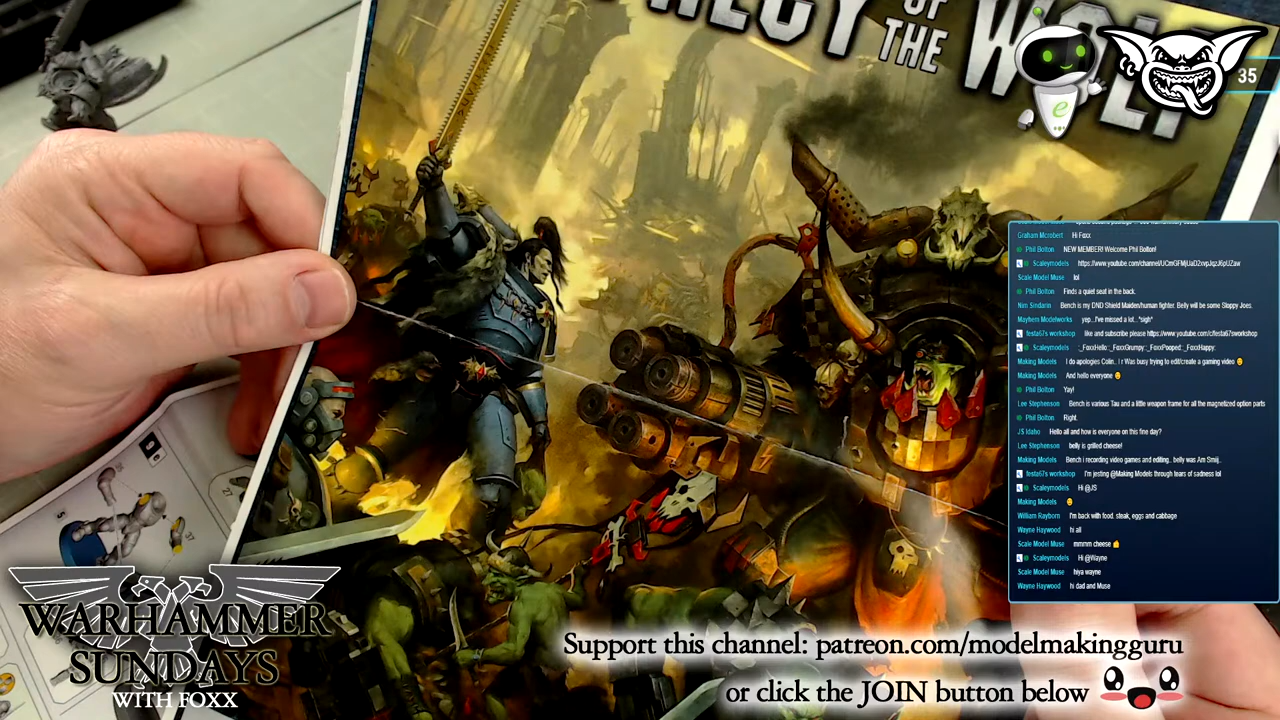 OF
THE
35
Graham Mcrobert Hi Foxx
Phil Bolton NEW MEMBER! Welcome Phil Bolton!
Scaleymodels
Scale Model Muse lol
Phil Bolton Finds a quiet seat in the back.
Nim Sindarin Bench is my DND Shield Maiden/human fighter. Belly will be some Sloppy Joes.
Mayhem Modelworks yep...I've missed a lot.. *sigh*
festa67s workshop like and subscribe please https://www.youtube.com/c/festa67sworkshop
Scaleymodels :_FoxxHello::_FoxxGrumpy::_FoxxPooped::_FoxxHappy:
Making Models I do apologies Colin.. I r Was busy trying to edit/create a gaming video
Making Models And hello everyone
Phil Bolton Yay!
Lee Stephenson Bench is various Tau and a little weapon frame for all the magnetized option parts
Phil Bolton Right.
JS Idaho Hello all and how is everyone on this fine day?
Lee Stephenson belly is grilled cheese!
Making Models Bench i recording video games and editing.. belly was Arn Smiij..
festa67s workshop I'm jesting @Making Models through tears of sadness lol
Scaleymodels Hi @JS
Making Models
William Rayborn I'm back with food. steak, eggs and cabbage
Wayne Haywood hi all
Scale Model Muse mmmm cheese
Scaleymodels Hi @Wayne
Scale Model Muse hiya wayne
Wayne Haywood hi dad and Muse
WARHAMMER
SUNDAYS
WITH FOXX
Support this channel: patreon.com/modelmakingguru
or click the JOIN button below